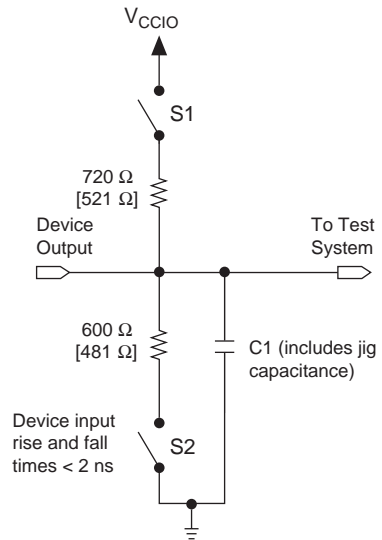 V_CCIO
S1
720 Ω
[521 Ω]
Device
Output
To Test
System
600 Ω
[481 Ω]
C1 (includes jig
capacitance)
Device input
rise and fall
times < 2 ns
S2